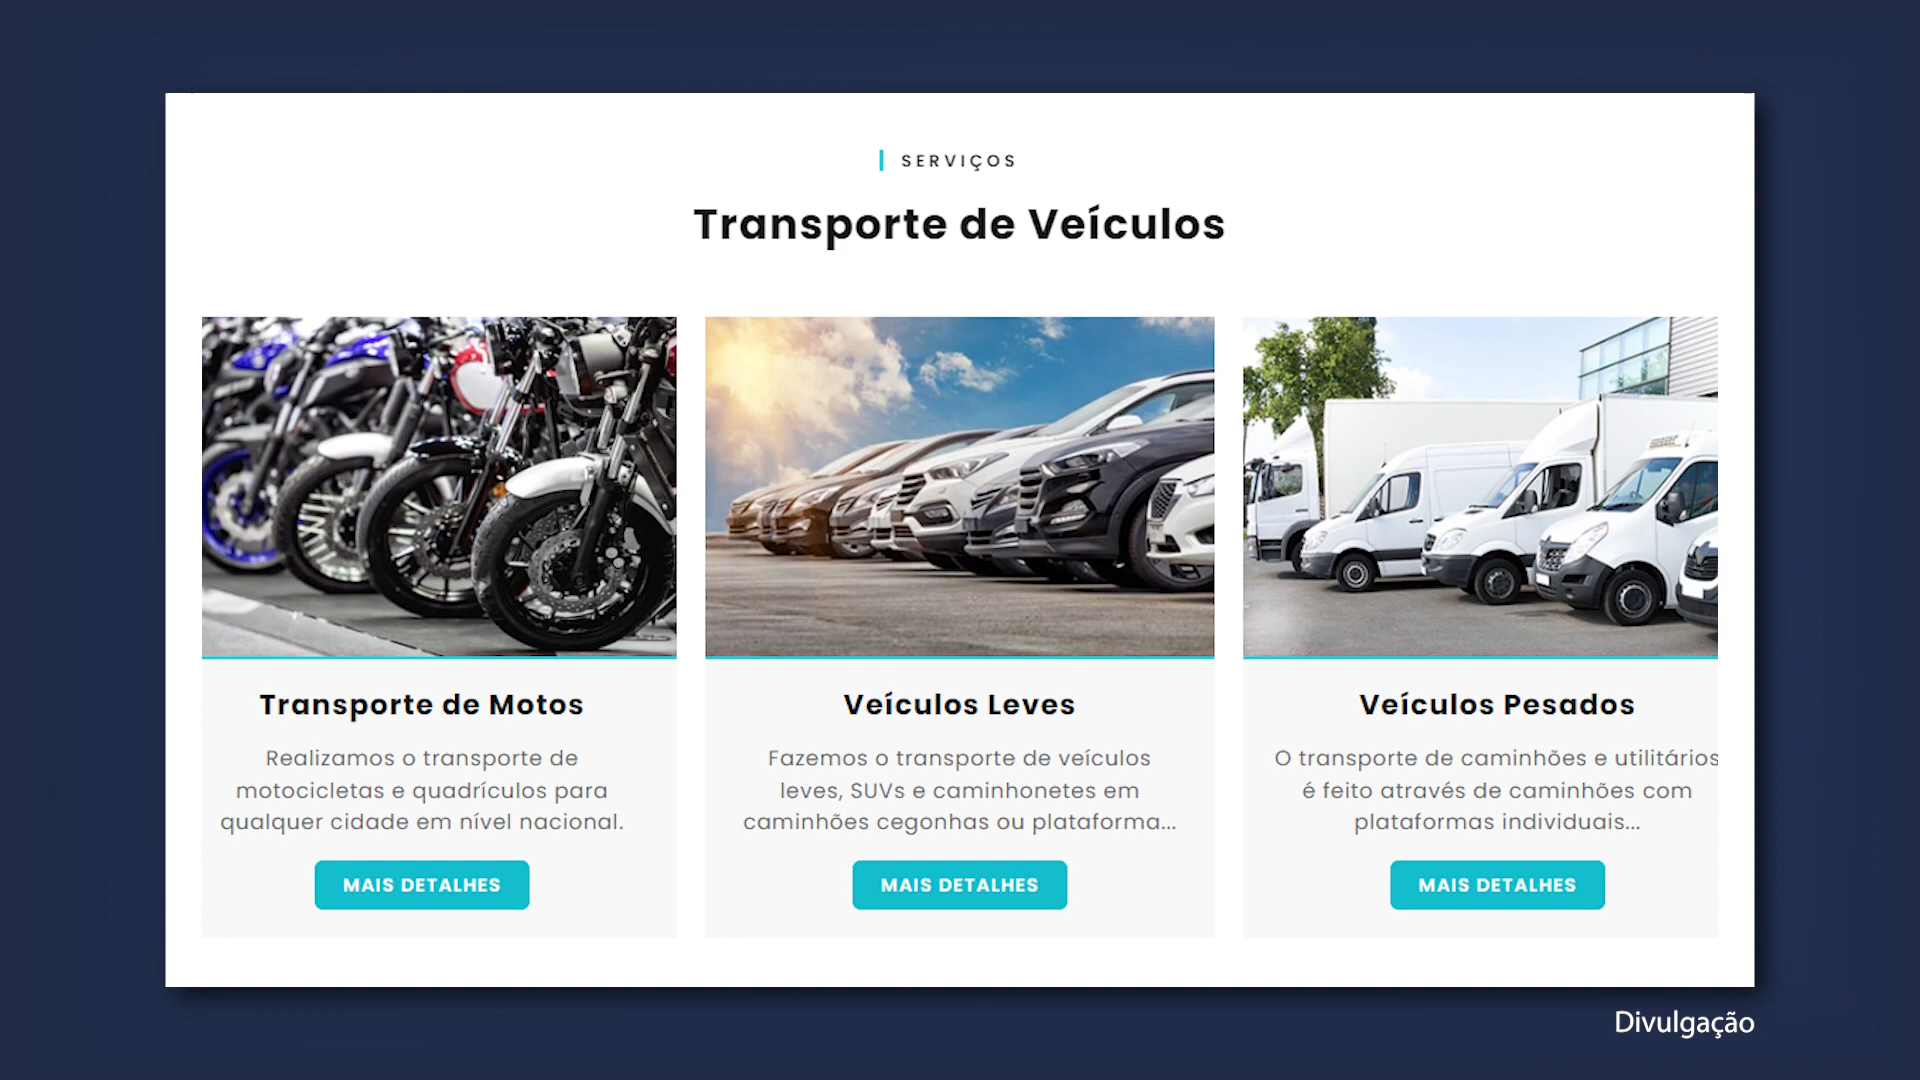 SERVIÇOS
Transporte de Veículos
Transporte de Motos
Realizamos o transporte de
motocicletas e quadrículos para
qualquer cidade em nível nacional.
MAIS DETALHES
Veículos Leves
Fazemos o transporte de veículos
leves, SUVs e caminhonetes em
caminhões cegonhas ou plataforma...
MAIS DETALHES
Veículos Pesados
O transporte de caminhões e utilitários
é feito através de caminhões com
plataformas individuais...
MAIS DETALHES
Divulgação